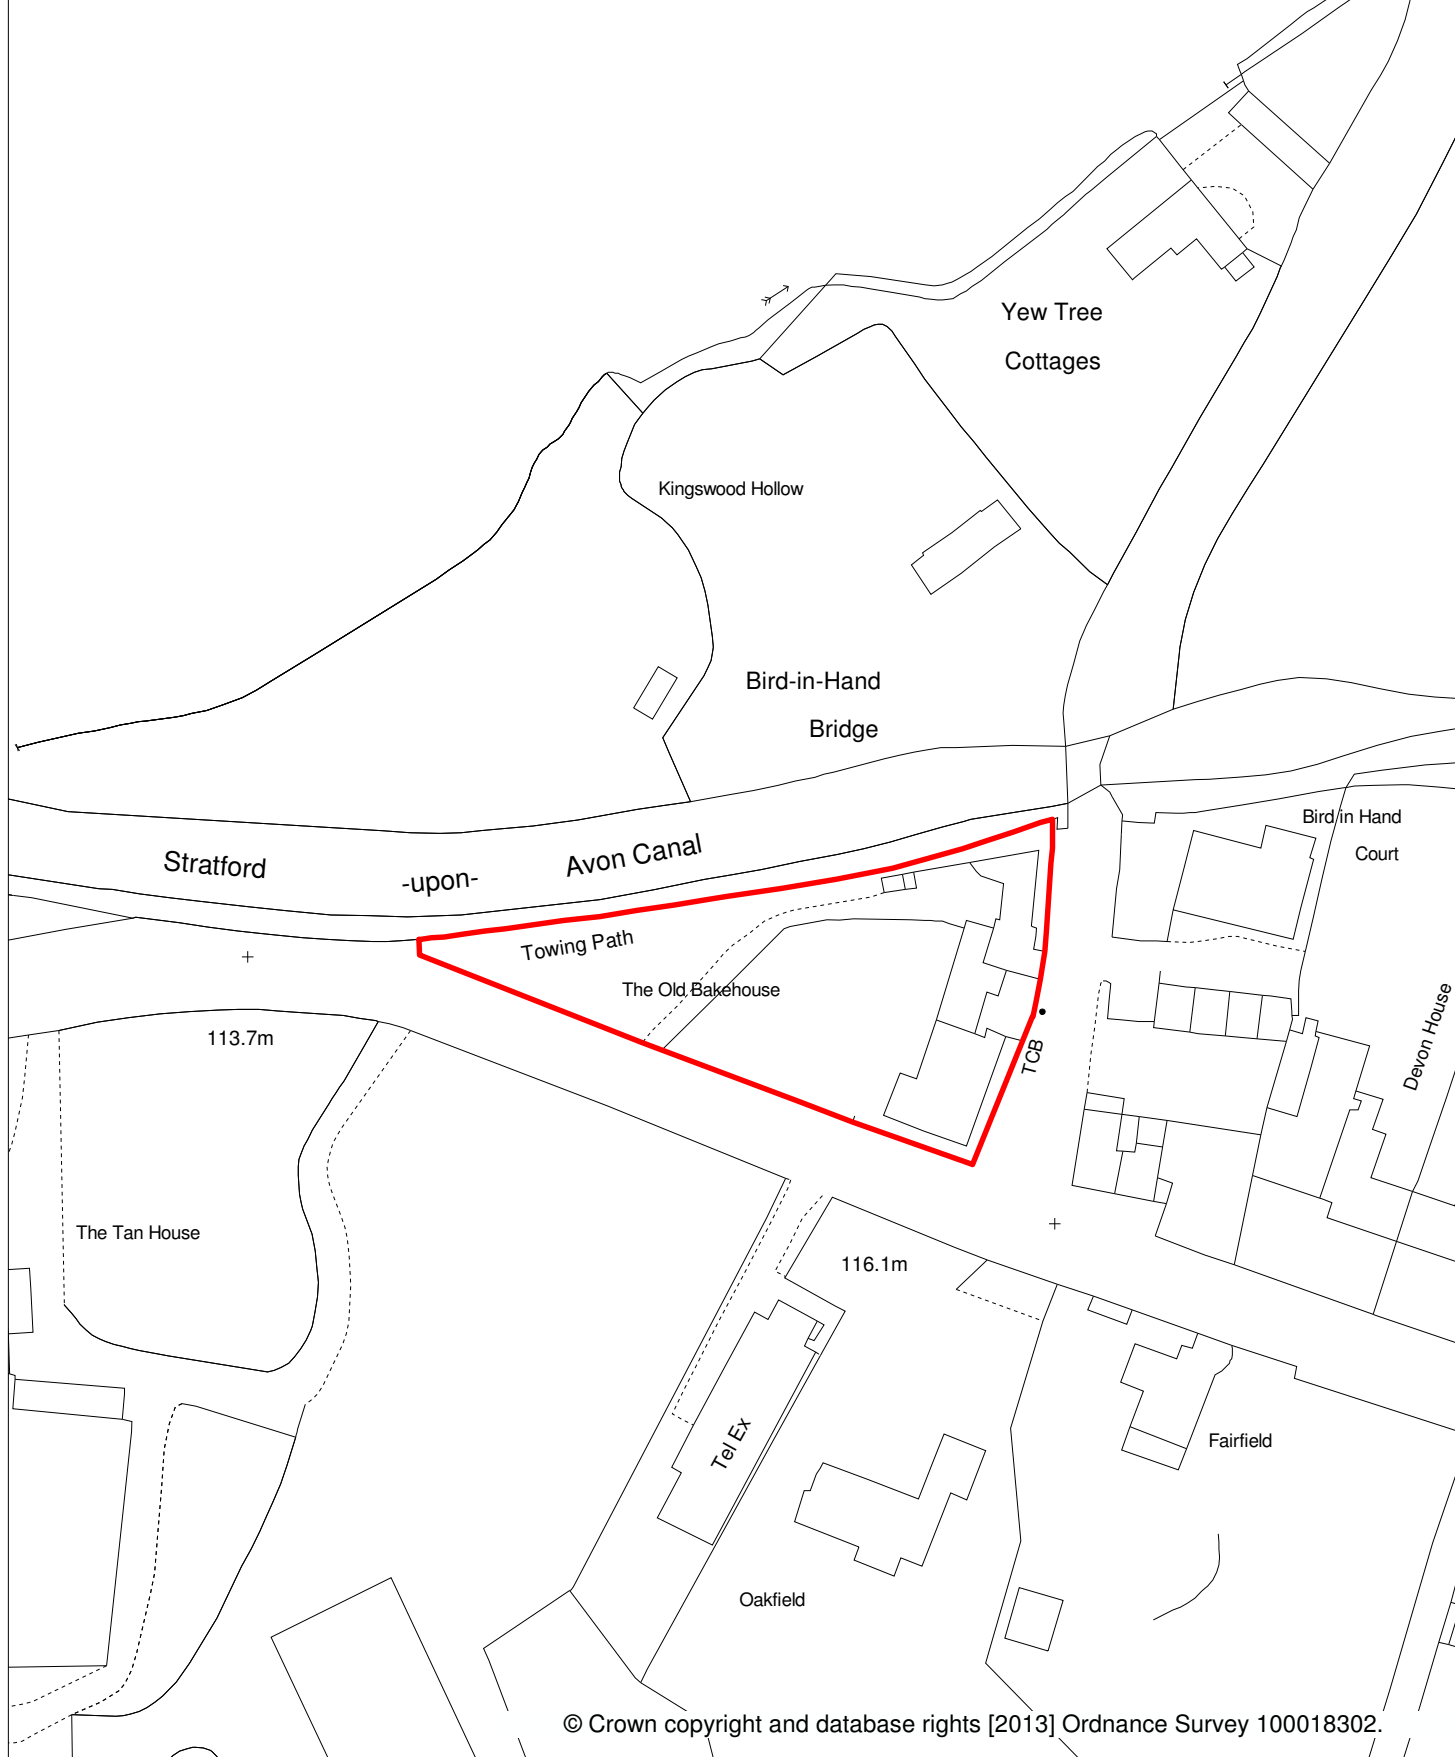 Yew Tree
Cottages
Kingswood Hollow
Bird-in-Hand
Bridge
Bird in Hand
Court
Stratford
-upon-
Avon Canal
Towing Path
The Old Bakehouse
113.7m
TCB
Devon House
The Tan House
116.1m
Tel Ex
Fairfield
Oakfield
© Crown copyright and database rights [2013] Ordnance Survey 100018302.